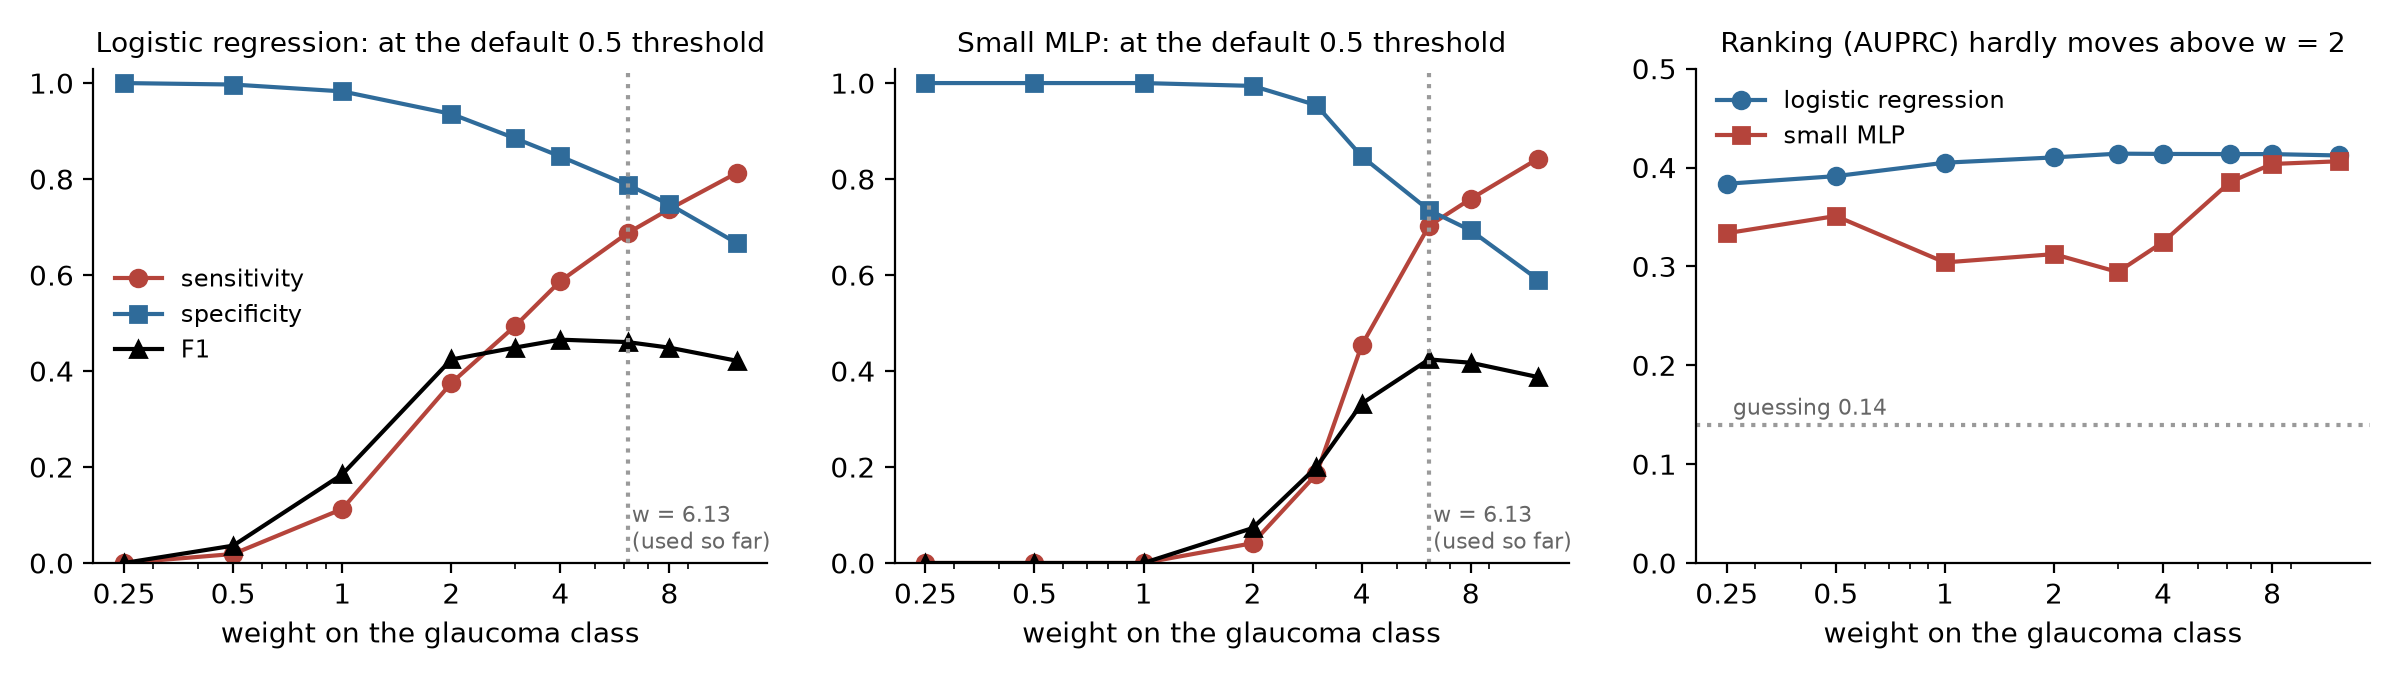 Logistic regression: at the default 0.5 threshold
1.0
0.8
0.6
0.4
0.2
0.0
sensitivity
specificity
F1
w = 6.13
(used so far)
0.25 0.5 1 2 4 8
weight on the glaucoma class
Small MLP: at the default 0.5 threshold
1.0
0.8
0.6
0.4
0.2
0.0
w = 6.13
(used so far)
0.25 0.5 1 2 4 8
weight on the glaucoma class
Ranking (AUPRC) hardly moves above w = 2
0.5
0.4
0.3
0.2
0.1
0.0
logistic regression
small MLP
guessing 0.14
0.25 0.5 1 2 4 8
weight on the glaucoma class